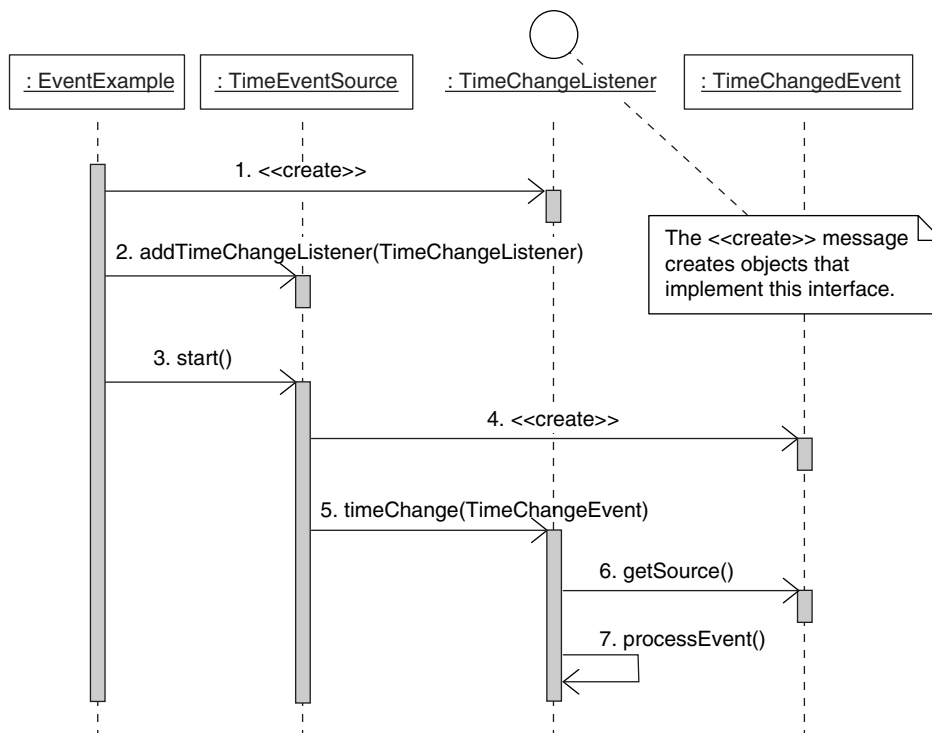 : EventExample
: TimeEventSource
: TimeChangeListener
: TimeChangedEvent
1. <<create>>
2. addTimeChangeListener(TimeChangeListener)
The <<create>> message
creates objects that
implement this interface.
3. start()
4. <<create>>
5. timeChange(TimeChangeEvent)
6. getSource()
7. processEvent()